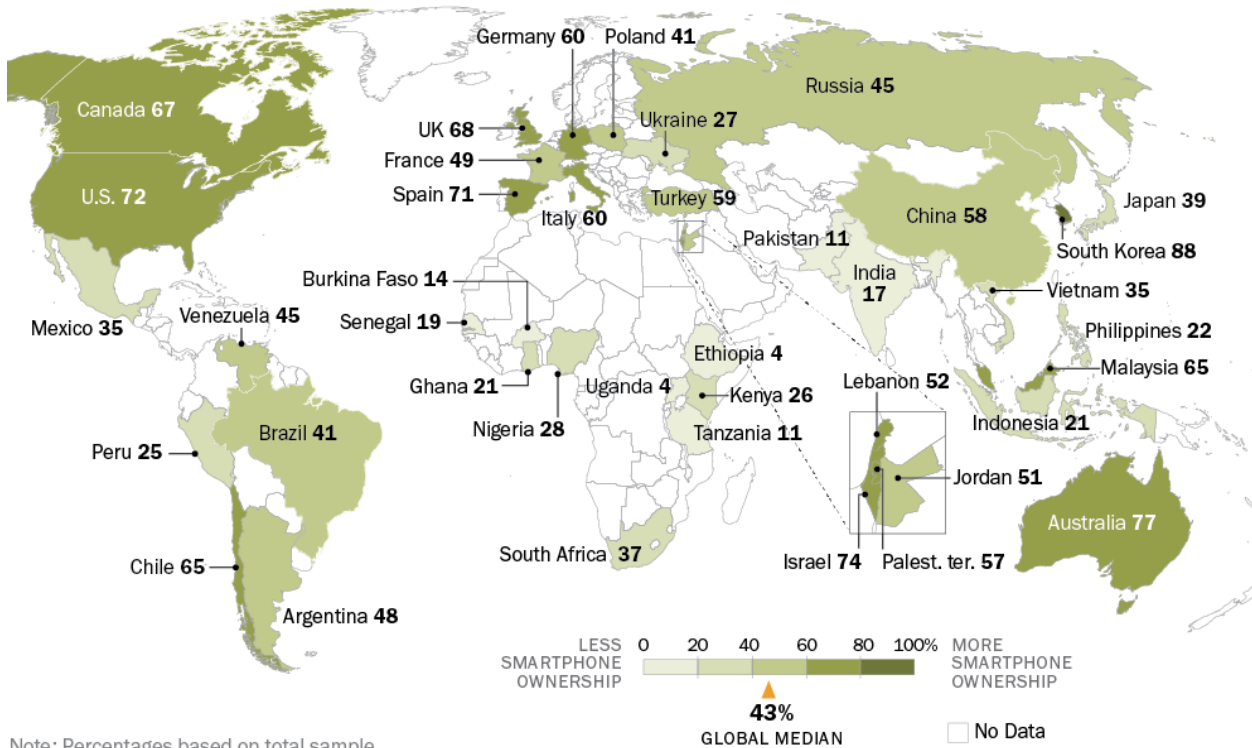 Germany 60
Poland 41
Russia 45
Canada 67
Ukraine 27
UK 68
France 49
U.S. 72
Spain 71
Turkey 59
Italy 60
China 58
Japan 39
Pakistan 11
South Korea 88
India
17
Burkina Faso 14
Vietnam 35
Venezuela 45
Senegal 19
Mexico 35
Philippines 22
Ethiopia 4
Malaysia 65
Ghana 21
Uganda 4
Kenya 26
Lebanon 52
Indonesia 21
Brazil 41
Nigeria 28
Tanzania 11
Peru 25
Jordan 51
Australia 77
South Africa 37
Israel 74
Palest. ter. 57
Chile 65
Argentina 48
LESS
SMARTPHONE
OWNERSHIP
0 20 40 60 80 100%
MORE
SMARTPHONE
OWNERSHIP
43%
GLOBAL MEDIAN
No Data
Note: Percentages based on total sample.